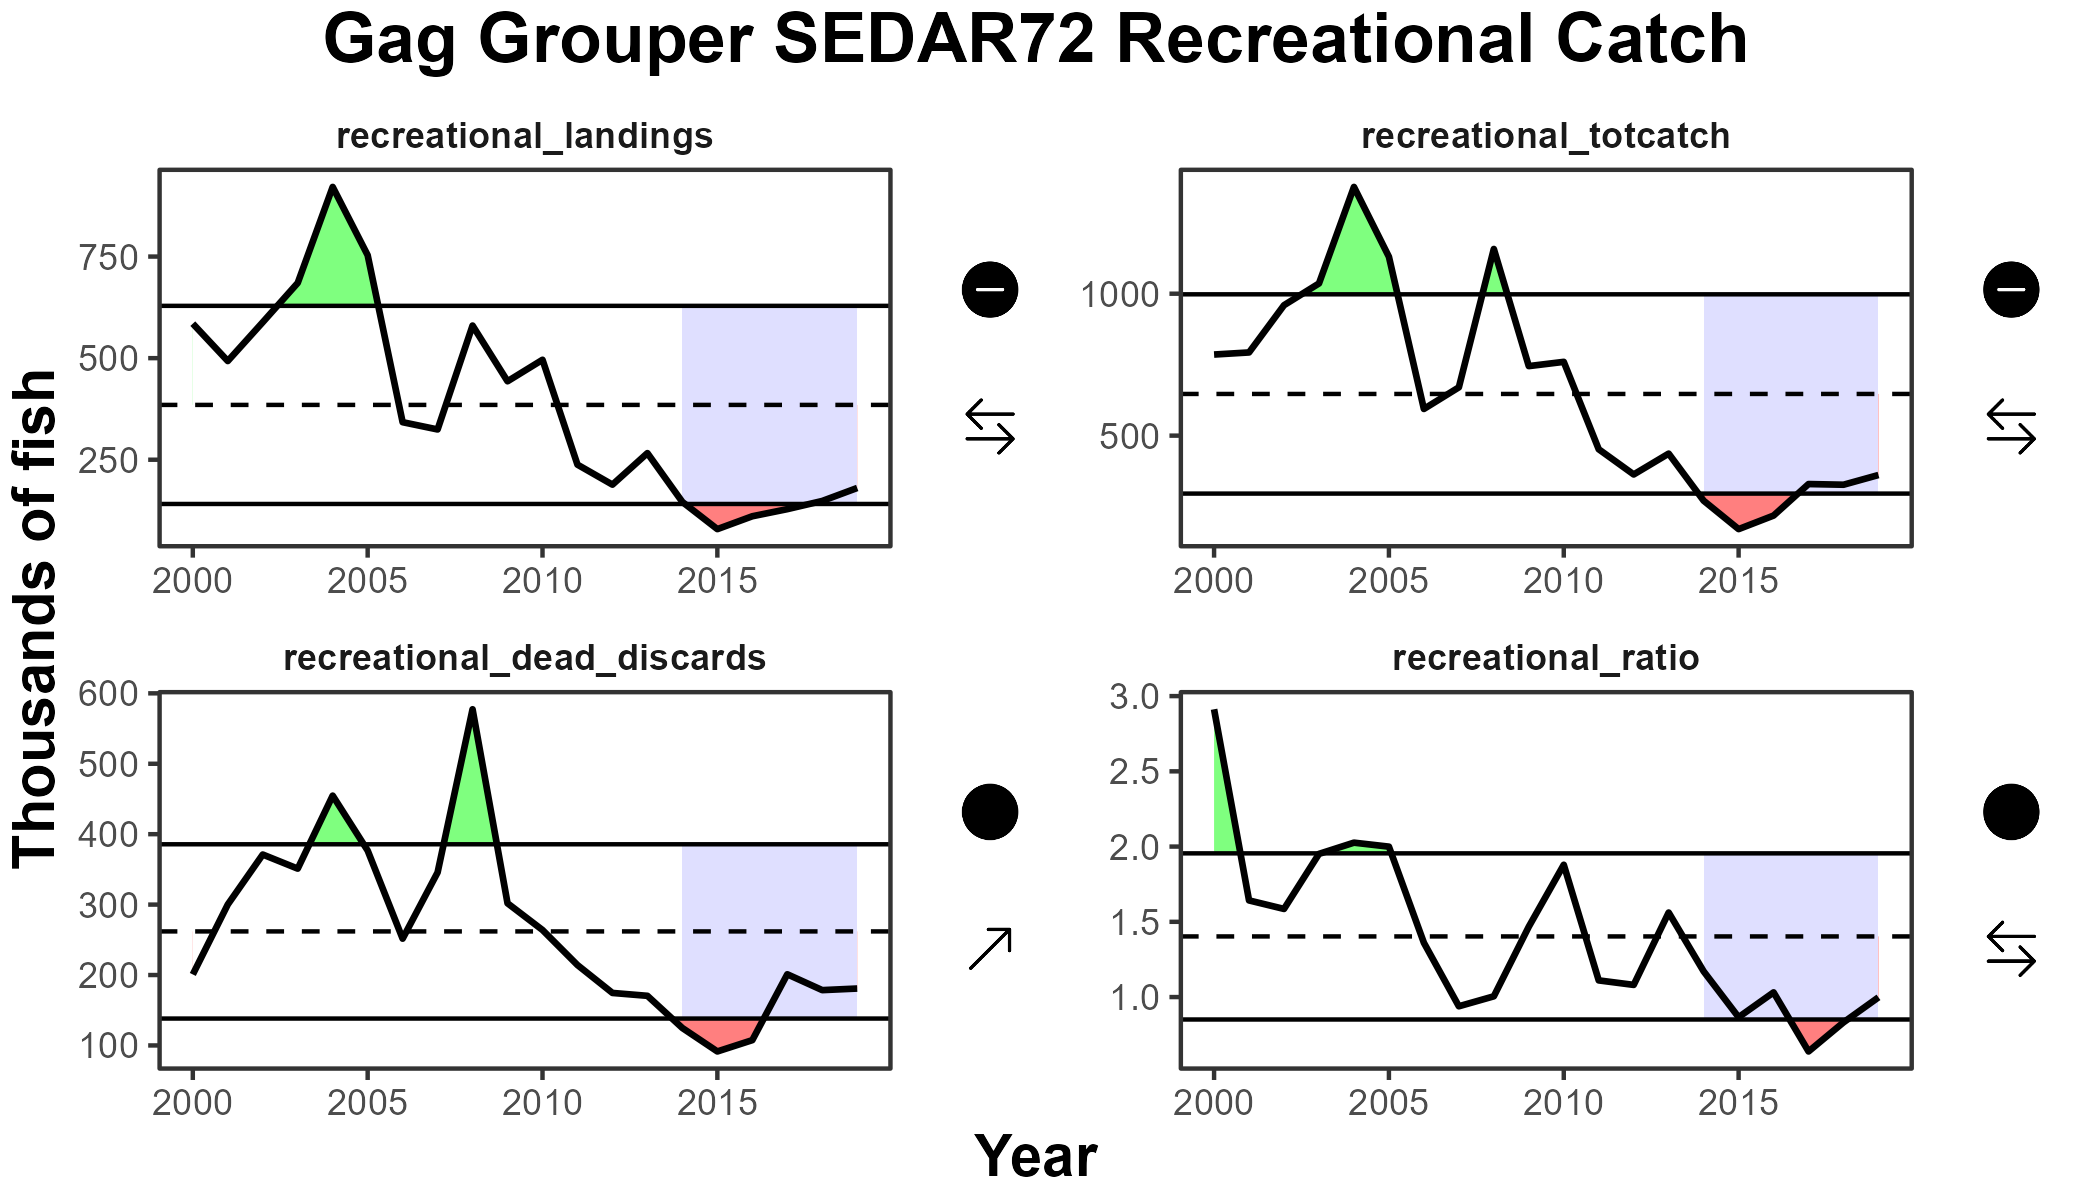 Gag Grouper SEDAR72 Recreational Catch
Thousands of fish
recreational_landings
750
500
250
2000 2005 2010 2015
recreational_totcatch
1000
500
2000 2005 2010 2015
recreational_dead_discards
600
500
400
300
200
100
2000 2005 2010 2015
recreational_ratio
3.0
2.5
2.0
1.5
1.0
2000 2005 2010 2015
Year